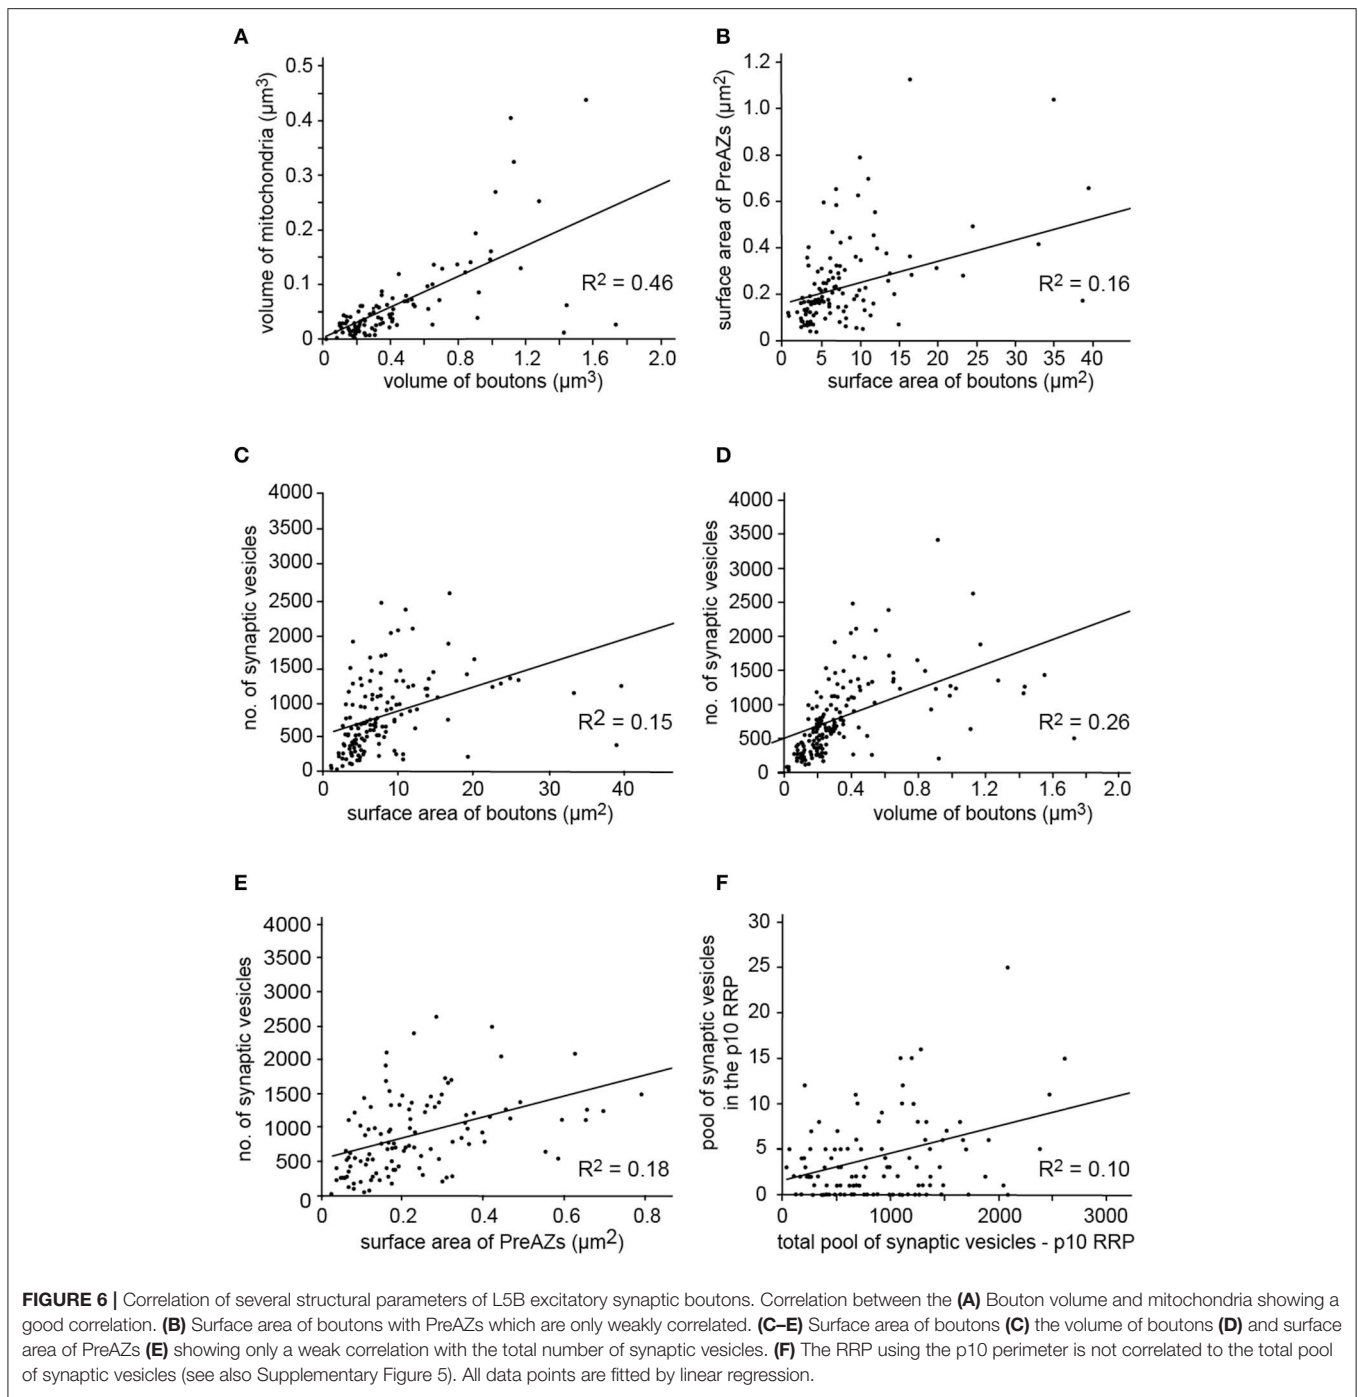 A
volume of mitochondria (µm3)
0.5
0.4
0.3
0.2
0.1
0
R2 = 0.46
0 0.4 0.8 1.2 1.6 2.0
volume of boutons (µm3)
B
surface area of PreAZs (µm2)
1.2
1.0
0.8
0.6
0.4
0.2
0
R2 = 0.16
0 5 10 15 20 25 30 35 40
surface area of boutons (µm2)
C
no. of synaptic vesicles
4000
3500
3000
2500
2000
1500
1000
500
0
R2 = 0.15
0 10 20 30 40
surface area of boutons (µm2)
D
no. of synaptic vesicles
4000
3500
3000
2500
2000
1500
1000
500
0
R2 = 0.26
0 0.4 0.8 1.2 1.6 2.0
volume of boutons (µm3)
E
no. of synaptic vesicles
4000
3500
3000
2500
2000
1500
1000
500
0
R2 = 0.18
0 0.2 0.4 0.6 0.8
surface area of PreAZs (µm2)
F
pool of synaptic vesicles
in the p10 RRP
30
25
20
15
10
5
0
R2 = 0.10
0 1000 2000 3000
total pool of synaptic vesicles - p10 RRP
FIGURE 6 | Correlation of several structural parameters of L5B excitatory synaptic boutons. Correlation between the (A) Bouton volume and mitochondria showing a
good correlation. (B) Surface area of boutons with PreAZs which are only weakly correlated. (C–E) Surface area of boutons (C) the volume of boutons (D) and surface
area of PreAZs (E) showing only a weak correlation with the total number of synaptic vesicles. (F) The RRP using the p10 perimeter is not correlated to the total pool
of synaptic vesicles (see also Supplementary Figure 5). All data points are fitted by linear regression.